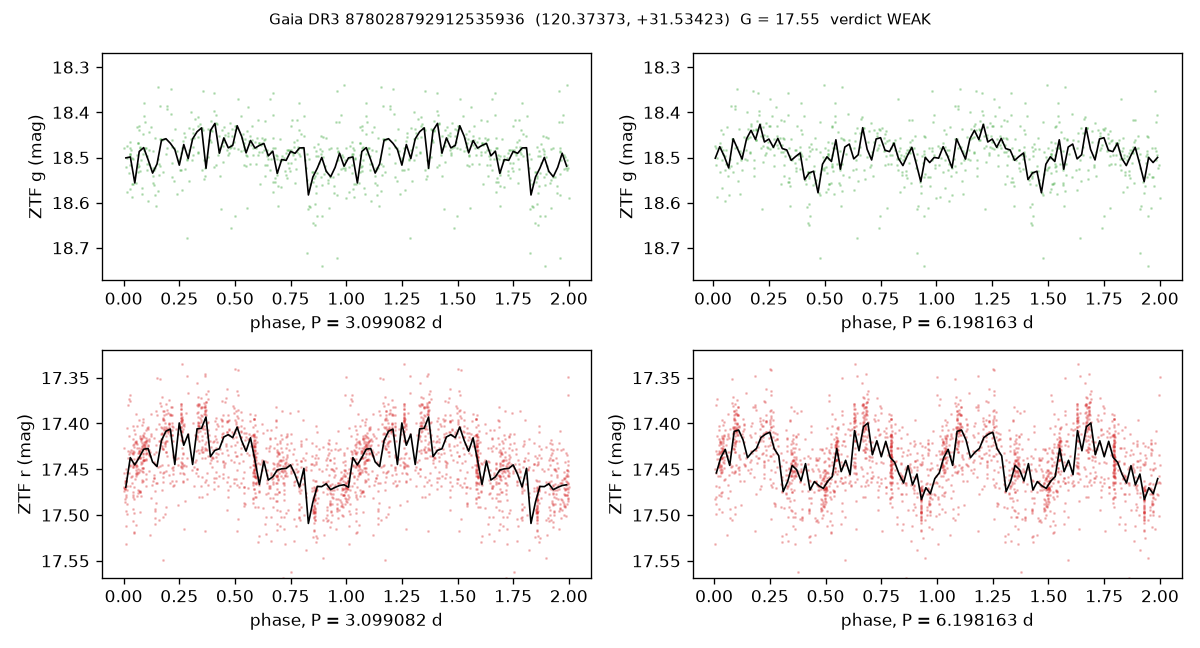 Gaia DR3 878028792912535936  (120.37373, +31.53423)  G = 17.55  verdict WEAK
ZTF g (mag)
18.3
18.4
18.5
18.6
18.7
0.00 0.25 0.50 0.75 1.00 1.25 1.50 1.75 2.00
phase, P = 3.099082 d
ZTF g (mag)
18.3
18.4
18.5
18.6
18.7
0.00 0.25 0.50 0.75 1.00 1.25 1.50 1.75 2.00
phase, P = 6.198163 d
ZTF r (mag)
17.35
17.40
17.45
17.50
17.55
0.00 0.25 0.50 0.75 1.00 1.25 1.50 1.75 2.00
phase, P = 3.099082 d
ZTF r (mag)
17.35
17.40
17.45
17.50
17.55
0.00 0.25 0.50 0.75 1.00 1.25 1.50 1.75 2.00
phase, P = 6.198163 d